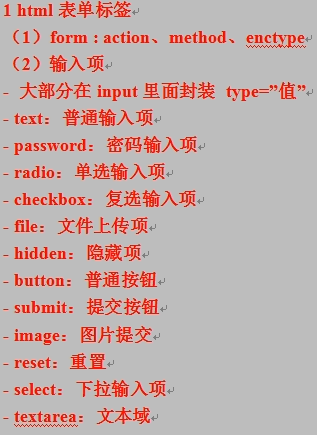 1 html 表单标签
（1）form : action、method、enctype
（2）输入项
- 大部分在 input 里面封装 type=”值”
- text：普通输入项
- password：密码输入项
- radio：单选输入项
- checkbox：复选输入项
- file：文件上传项
- hidden：隐藏项
- button：普通按钮
- submit：提交按钮
- image：图片提交
- reset：重置
- select：下拉输入项
- textarea：文本域